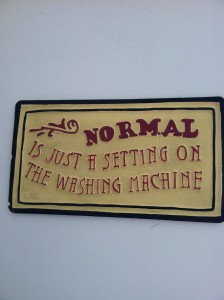 NORMAL
IS JUST A SETTING ON
THE WASHING MACHINE